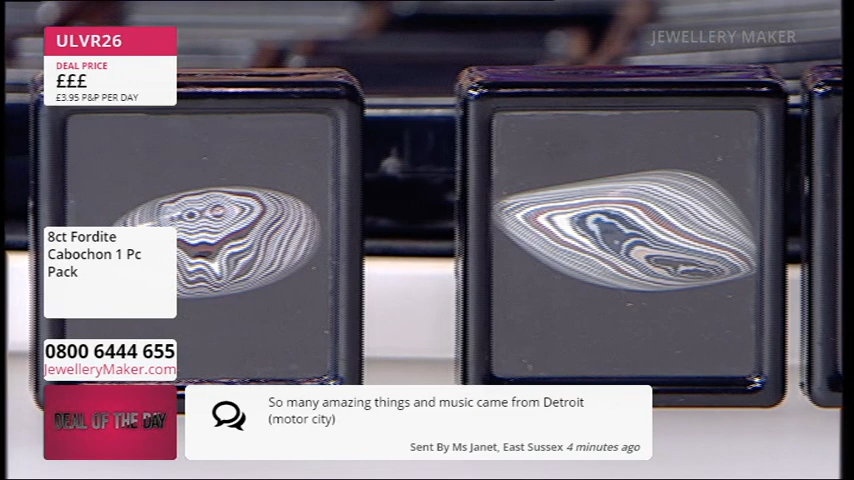 ULVR26
JEWELLERY MAKER
DEAL PRICE
£££
£3.95 P&P PER DAY
8ct Fordite
Cabochon 1 Pc
Pack
0800 6444 655
JewelleryMaker.com
DEAL OF THE DAY
So many amazing things and music came from Detroit
(motor city)
Sent By Ms Janet, East Sussex 4 minutes ago